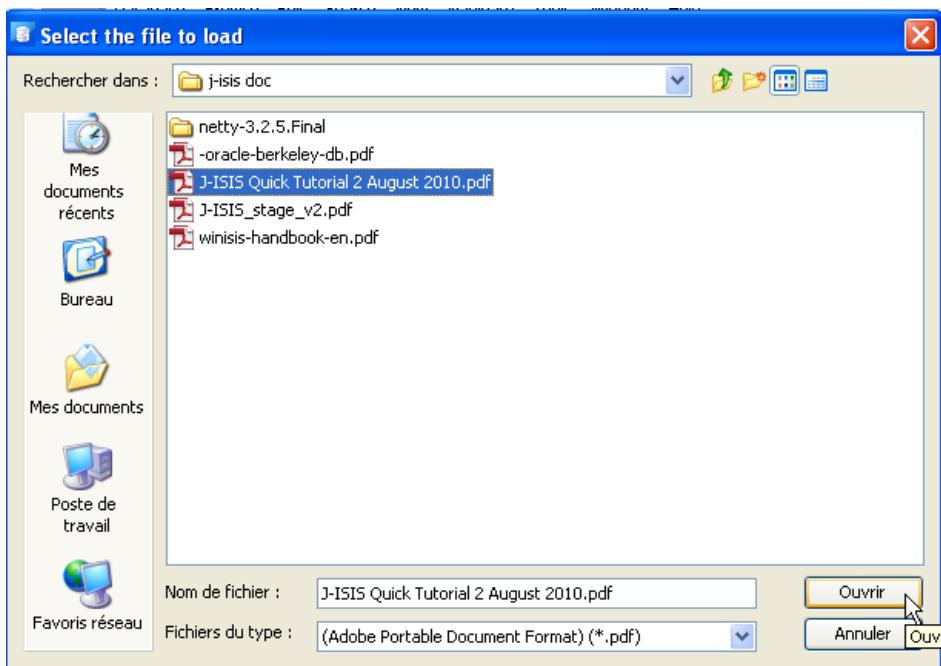 Select the file to load
Rechercher dans :
j-isis doc
Mes
documents
récents
Bureau
Mes documents
Poste de
travail
Favoris réseau
netty-3.2.5.Final
-oracle-berkeley-db.pdf
J-ISIS Quick Tutorial 2 August 2010.pdf
J-ISIS_stage_v2.pdf
winisis-handbook-en.pdf
Nom de fichier :
J-ISIS Quick Tutorial 2 August 2010.pdf
Ouvrir
Fichiers du type :
(Adobe Portable Document Format) (*.pdf)
Annuler
Ouv